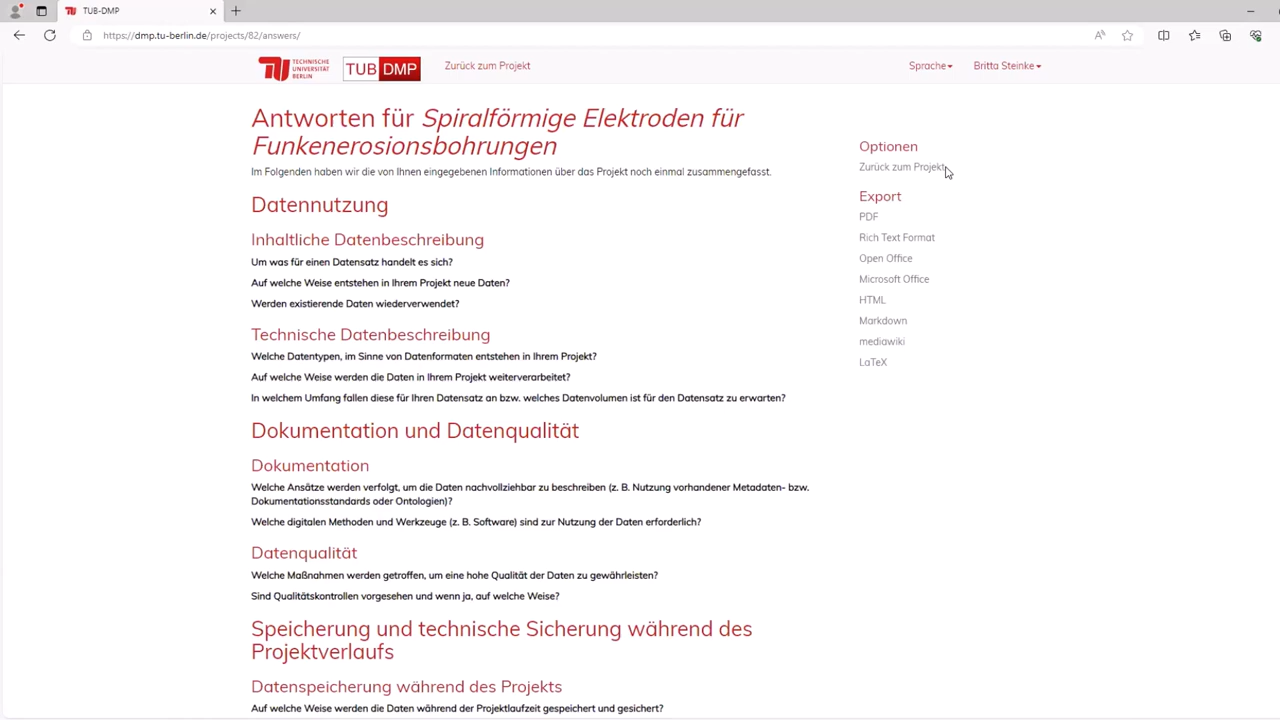 TUB-DMP
https://dmp.tu-berlin.de/projects/82/answers/
TECHNISCHE
UNIVERSITÄT
BERLIN
TUB DMP
Zurück zum Projekt
Sprache
Britta Steinke
Antworten für Spiralförmige Elektroden für
Funkenerosionsbohrungen
Im Folgenden haben wir die von Ihnen eingegebenen Informationen über das Projekt noch einmal zusammengefasst.
Datennutzung
Inhaltliche Datenbeschreibung
Um was für einen Datensatz handelt es sich?
Auf welche Weise entstehen in Ihrem Projekt neue Daten?
Werden existierende Daten wiederverwendet?
Technische Datenbeschreibung
Welche Datentypen, im Sinne von Datenformaten entstehen in Ihrem Projekt?
Auf welche Weise werden die Daten in Ihrem Projekt weiterverarbeitet?
In welchem Umfang fallen diese für Ihren Datensatz an bzw. welches Datenvolumen ist für den Datensatz zu erwarten?
Dokumentation und Datenqualität
Dokumentation
Welche Ansätze werden verfolgt, um die Daten nachvollziehbar zu beschreiben (z. B. Nutzung vorhandener Metadaten- bzw.
Dokumentationsstandards oder Ontologien)?
Welche digitalen Methoden und Werkzeuge (z. B. Software) sind zur Nutzung der Daten erforderlich?
Datenqualität
Welche Maßnahmen werden getroffen, um eine hohe Qualität der Daten zu gewährleisten?
Sind Qualitätskontrollen vorgesehen und wenn ja, auf welche Weise?
Speicherung und technische Sicherung während des
Projektverlaufs
Datenspeicherung während des Projekts
Auf welche Weise werden die Daten während der Projektlaufzeit gespeichert und gesichert?
Optionen
Zurück zum Projekt
Export
PDF
Rich Text Format
Open Office
Microsoft Office
HTML
Markdown
mediawiki
LaTeX